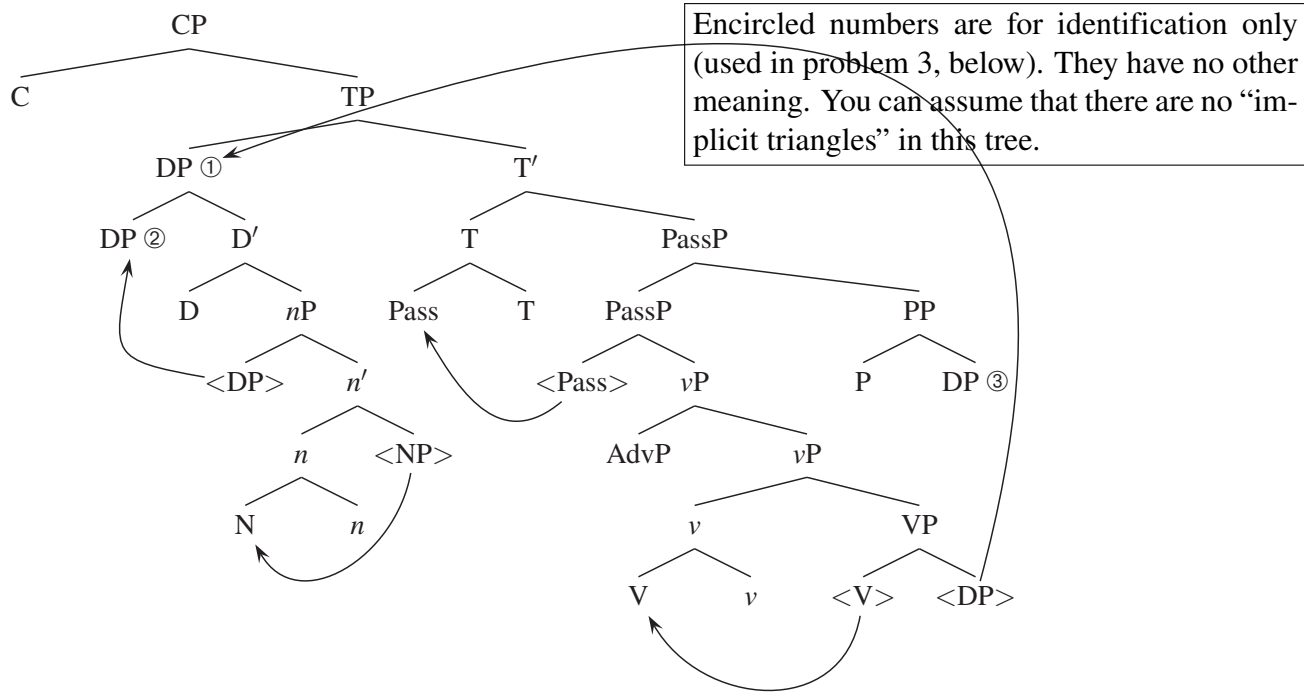 CP
Encircled numbers are for identification only
(used in problem 3, below). They have no other
meaning. You can assume that there are no “im-
plicit triangles” in this tree.
C TP
DP ① T′
DP ② D′ T PassP
D nP Pass T PassP PP
<DP> n′ <Pass> vP P DP ③
n <NP> AdvP vP
N n v VP
V v <V> <DP>